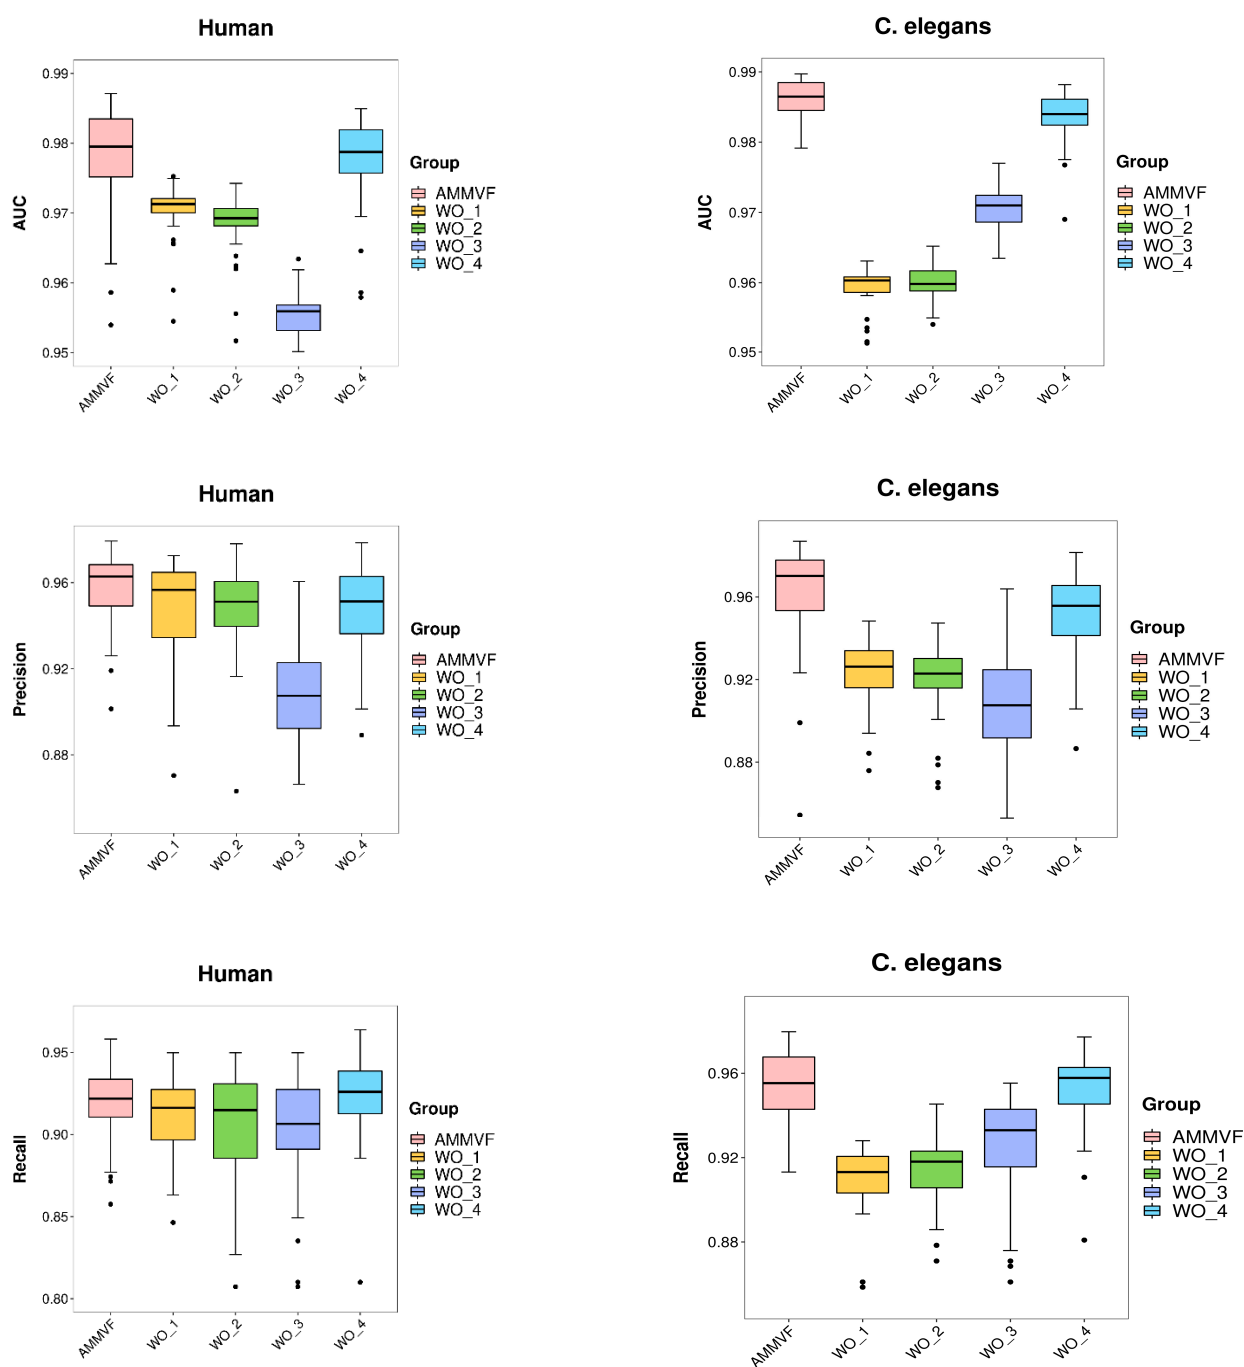 Human
0.99
0.98
0.97
0.96
0.95
AUC
AMMVF
WO_1
WO_2
WO_3
WO_4
Group
AMMVF
WO_1
WO_2
WO_3
WO_4
C. elegans
0.99
0.98
0.97
0.96
0.95
AUC
AMMVF
WO_1
WO_2
WO_3
WO_4
Group
AMMVF
WO_1
WO_2
WO_3
WO_4
Human
0.96
0.92
0.88
Precision
AMMVF
WO_1
WO_2
WO_3
WO_4
Group
AMMVF
WO_1
WO_2
WO_3
WO_4
C. elegans
0.96
0.92
0.88
Precision
AMMVF
WO_1
WO_2
WO_3
WO_4
Group
AMMVF
WO_1
WO_2
WO_3
WO_4
Human
0.95
0.90
0.85
0.80
Recall
AMMVF
WO_1
WO_2
WO_3
WO_4
Group
AMMVF
WO_1
WO_2
WO_3
WO_4
C. elegans
0.96
0.92
0.88
Recall
AMMVF
WO_1
WO_2
WO_3
WO_4
Group
AMMVF
WO_1
WO_2
WO_3
WO_4